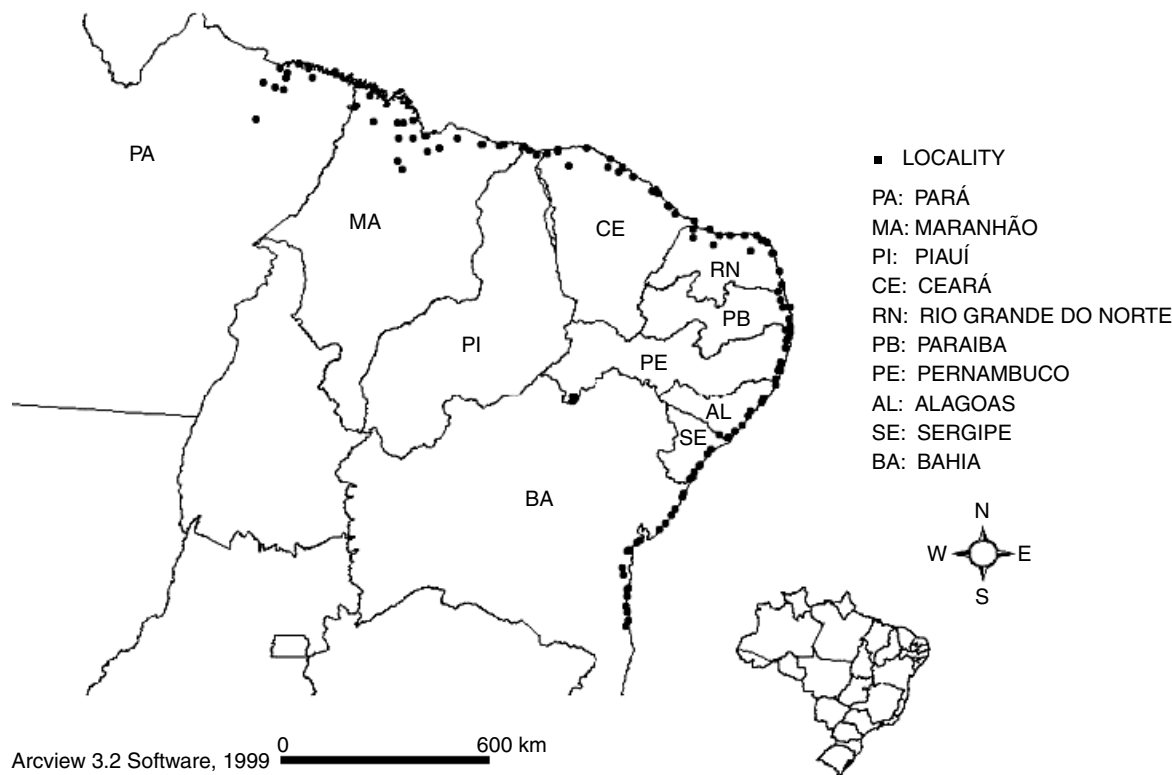 PA
MA
PI
CE
RN
PB
PE
AL
SE
BA
LOCALITY
PA: PARÁ
MA: MARANHÃO
PI: PIAUÍ
CE: CEARÁ
RN: RIO GRANDE DO NORTE
PB: PARAIBA
PE: PERNAMBUCO
AL: ALAGOAS
SE: SERGIPE
BA: BAHIA
N
W E
S
0 600 km
Arcview 3.2 Software, 1999